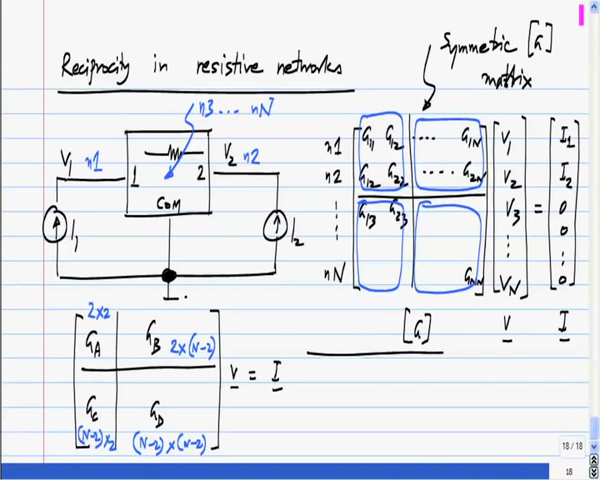 Reciprocity in resistive networks
Symmetric [G]
matrix
n3 ... nN
V1 n1
V2 n2
1 2
COM
I1
I2
n1 G11 G12 .... G1N V1 I1
n2 G12 G22 .... G2N V2 I2
G13 G23 V3 = 0
0
nN GNN VN 0
[G] V I
2x2
GA GB 2x(N-2)
V = I
GC GD
(N-2)x2 (N-2)x(N-2)
18 / 18
18